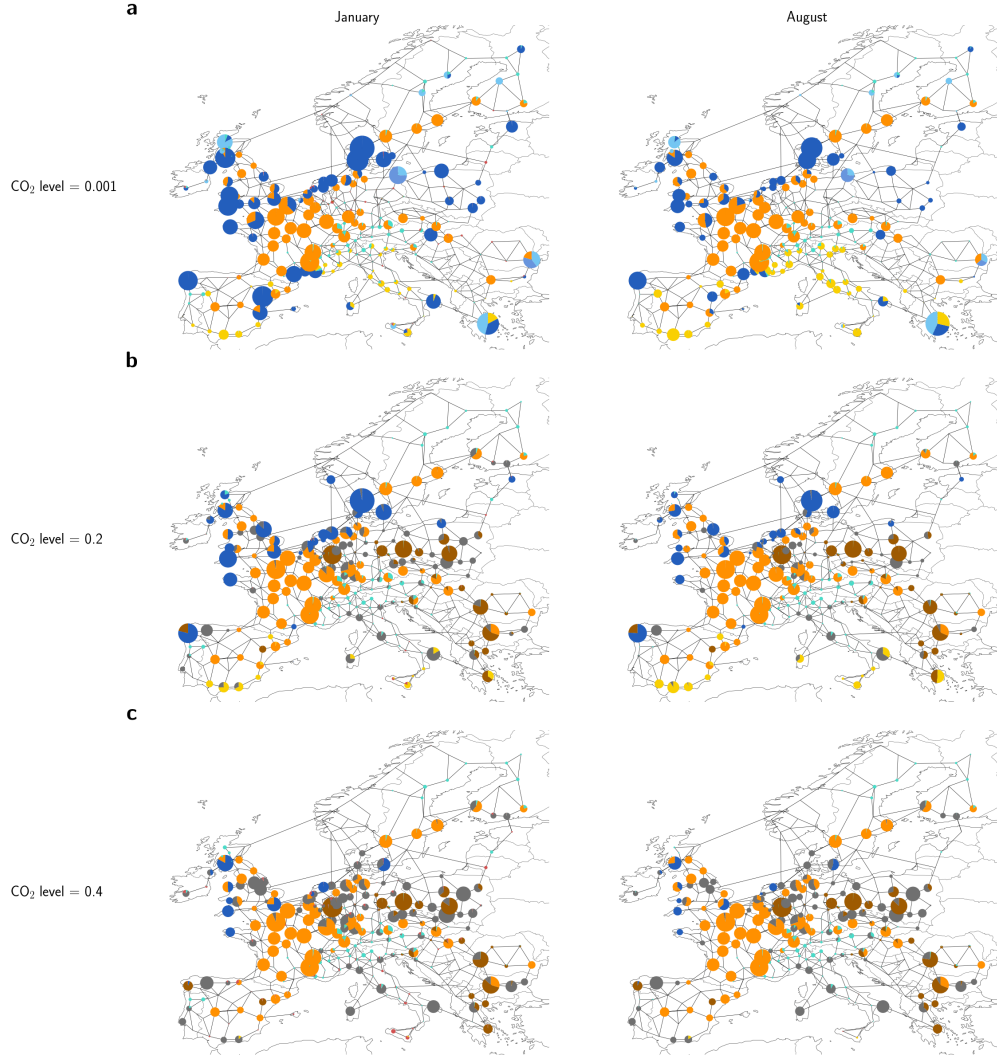 a
January
August
CO₂ level = 0.001
b
CO₂ level = 0.2
c
CO₂ level = 0.4